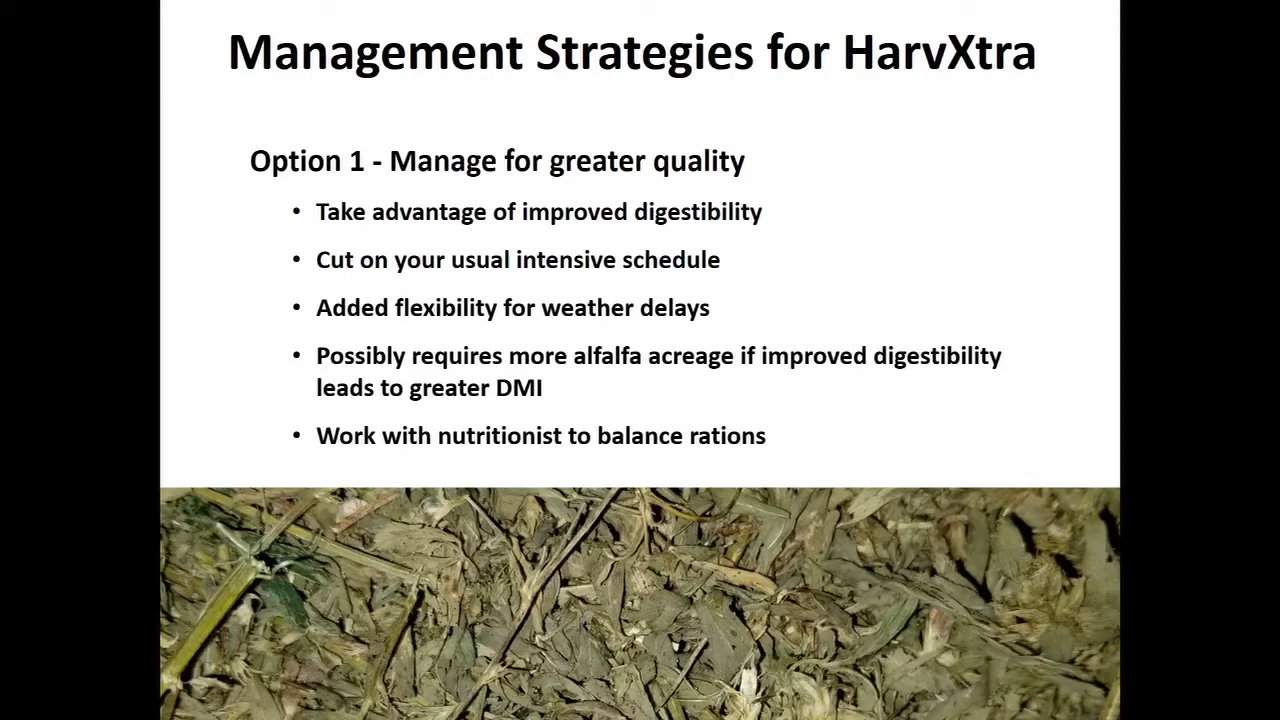 Management Strategies for HarvXtra
Option 1 - Manage for greater quality
• Take advantage of improved digestibility
• Cut on your usual intensive schedule
• Added flexibility for weather delays
• Possibly requires more alfalfa acreage if improved digestibility
leads to greater DMI
• Work with nutritionist to balance rations